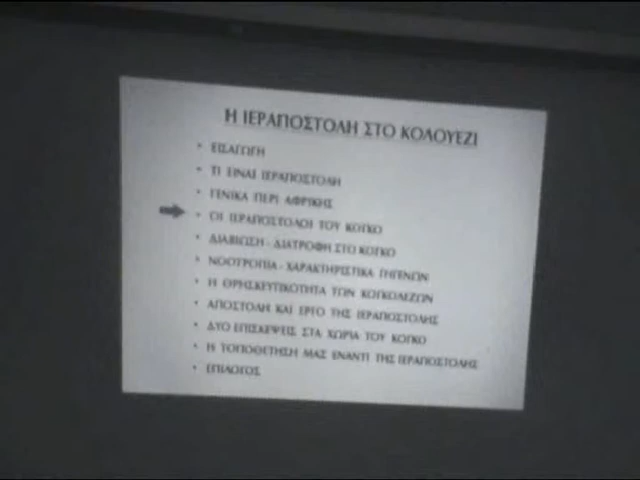 Η ΙΕΡΑΠΟΣΤΟΛΗ ΣΤΟ ΚΟΛΟΥΕΖΙ
• ΕΙΣΑΓΩΓΗ
• ΤΙ ΕΙΝΑΙ ΙΕΡΑΠΟΣΤΟΛΗ
• ΓΕΝΙΚΑ ΠΕΡΙ ΑΦΡΙΚΗΣ
• ΟΙ ΙΕΡΑΠΟΣΤΟΛΟΙ ΤΟΥ ΚΟΓΚΟ
• ΔΙΑΒΙΩΣΗ - ΔΙΑΤΡΟΦΗ ΣΤΟ ΚΟΓΚΟ
• ΝΟΟΤΡΟΠΙΑ - ΧΑΡΑΚΤΗΡΙΣΤΙΚΑ ΓΗΓΕΝΩΝ
• Η ΘΡΗΣΚΕΥΤΙΚΟΤΗΤΑ ΤΩΝ ΚΟΓΚΟΛΕΖΩΝ
• ΑΠΟΣΤΟΛΗ ΚΑΙ ΕΡΓΟ ΤΗΣ ΙΕΡΑΠΟΣΤΟΛΗΣ
• ΔΥΟ ΕΠΙΣΚΕΨΕΙΣ ΣΤΑ ΧΩΡΙΑ ΤΟΥ ΚΟΓΚΟ
• Η ΤΟΠΟΘΕΤΗΣΗ ΜΑΣ ΕΝΑΝΤΙ ΤΗΣ ΙΕΡΑΠΟΣΤΟΛΗΣ
• ΕΠΙΛΟΓΟΣ